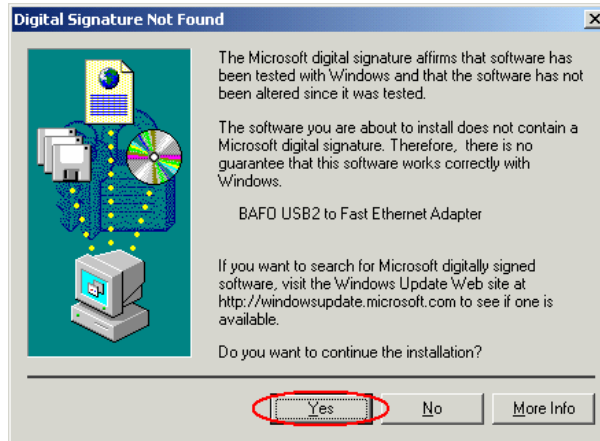 Digital Signature Not Found
The Microsoft digital signature affirms that software has
been tested with Windows and that the software has not
been altered since it was tested.
The software you are about to install does not contain a
Microsoft digital signature. Therefore, there is no
guarantee that this software works correctly with
Windows.
BAFO USB2 to Fast Ethernet Adapter
If you want to search for Microsoft digitally signed
software, visit the Windows Update Web site at
http://windowsupdate.microsoft.com to see if one is
available.
Do you want to continue the installation?
Yes No More Info